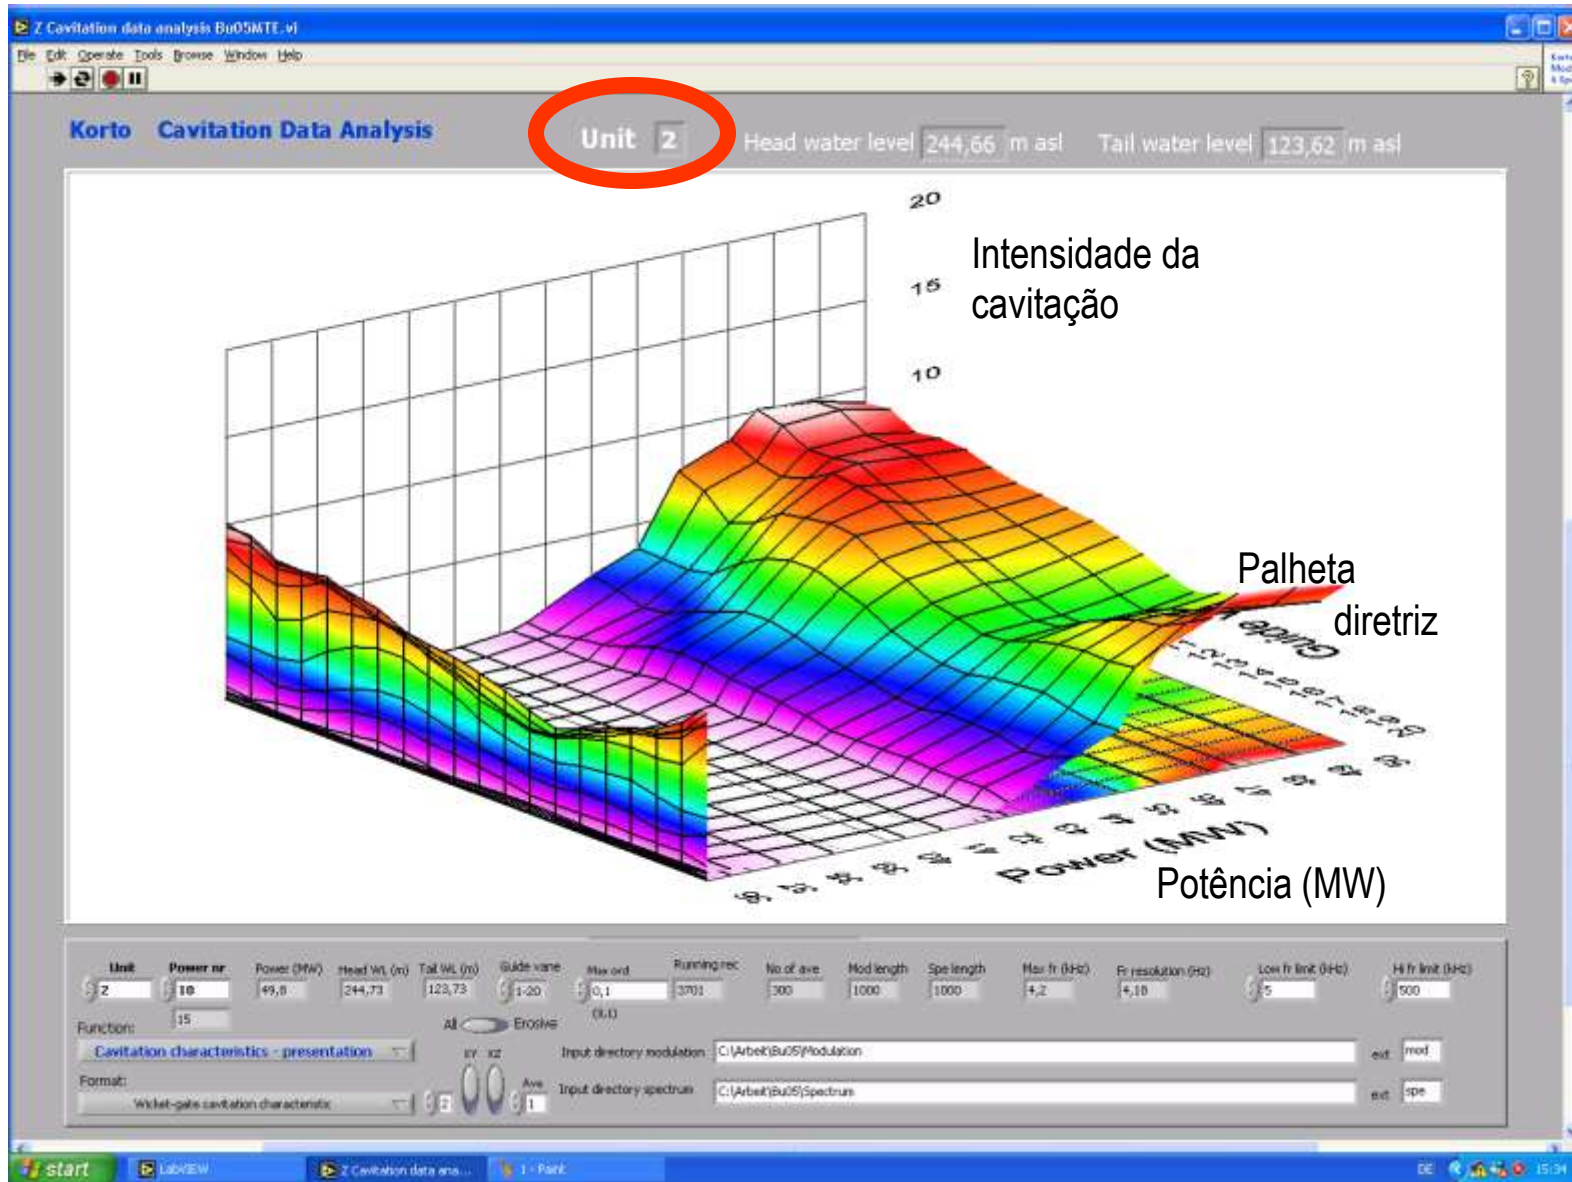 Z Cavitation data analysis Bu05MTE.vi
File Edit Operate Tools Browse Window Help
Korto Cavitation Data Analysis
Unit 2
Head water level 244,66 m asl
Tail water level 123,62 m asl
20
15
10
Intensidade da
cavitação
Palheta
diretriz
Guide
Power (MW)
Potência (MW)
Unit
2
Power nr
10
15
Power (MW)
49,8
Head WL (m)
244,73
Tail WL (m)
123,73
Guide vane
1-20
Max ord
0,1
Running rec
3701
No of ave
300
Mod length
1000
Spe length
1000
Max fr (kHz)
4,2
Fr resolution (Hz)
4,18
Low fr limit (kHz)
5
Hi fr limit (kHz)
500
Function:
Cavitation characteristics - presentation
All Erosive
Format:
Wicket-gate cavitation characteristic
2
XY XZ
Ave
1
Input directory modulation C:\Arbeit\Bu05\Modulation
ext mod
Input directory spectrum C:\Arbeit\Bu05\Spectrum
ext spe
start
LabVIEW
Z Cavitation data ana...
1 - Paint
DE
15:34